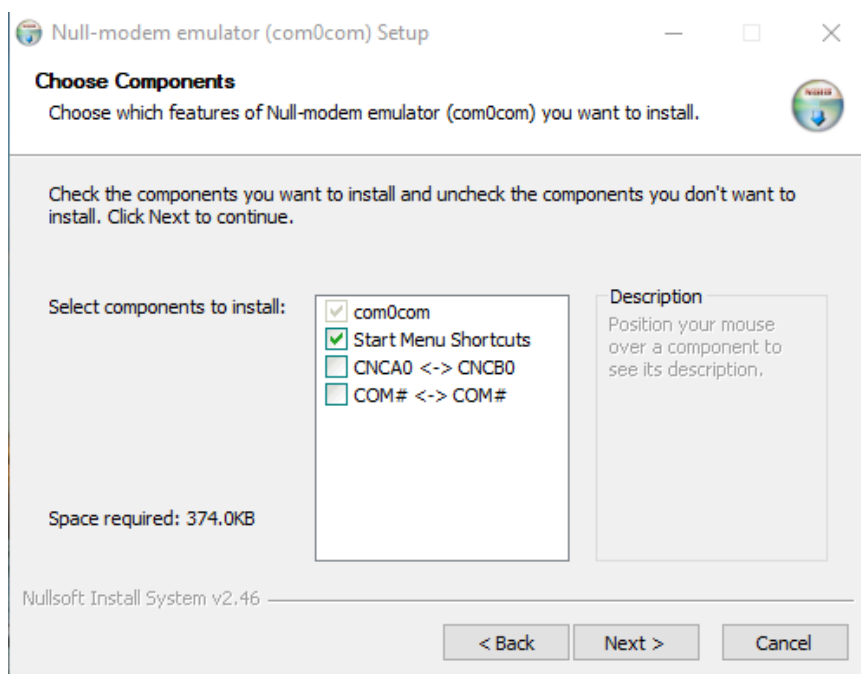 Null-modem emulator (com0com) Setup
Choose Components
Choose which features of Null-modem emulator (com0com) you want to install.
Check the components you want to install and uncheck the components you don't want to
install. Click Next to continue.
Select components to install:
com0com
Start Menu Shortcuts
CNCA0 <-> CNCB0
COM# <-> COM#
Description
Position your mouse
over a component to
see its description.
Space required: 374.0KB
Nullsoft Install System v2.46
< Back
Next >
Cancel